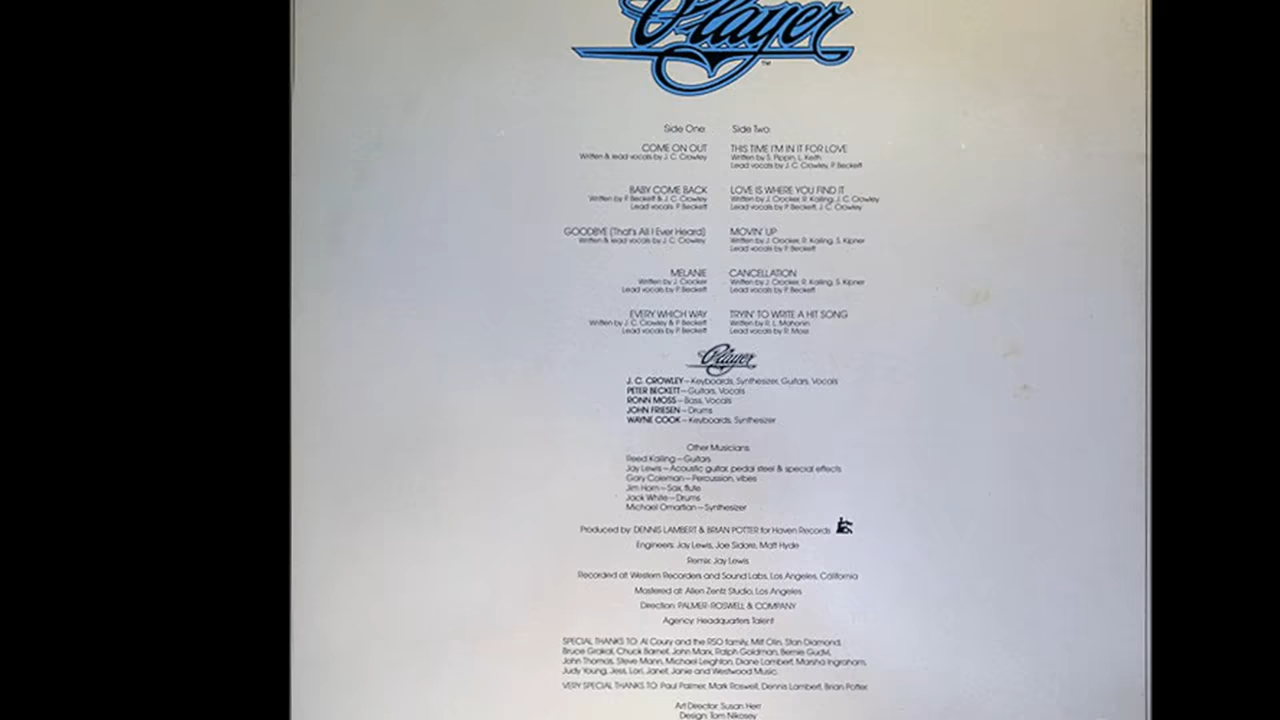 Player
TM
Side One:
COME ON OUT
Written & lead vocals by J. C. Crowley
BABY COME BACK
Written by P. Beckett & J. C. Crowley
Lead vocals: P. Beckett
GOODBYE (That's All I Ever Heard)
Written & lead vocals by J. C. Crowley
MELANIE
Written by J. Crocker
Lead vocals by P. Beckett
EVERY WHICH WAY
Written by J. C. Crowley & P. Beckett
Lead vocals by P. Beckett
Side Two:
THIS TIME I'M IN IT FOR LOVE
Written by S. Pippin, L. Keith
Lead vocals by J. C. Crowley, P. Beckett
LOVE IS WHERE YOU FIND IT
Written by J. Crocker, R. Kailing, J. C. Crowley
Lead vocals by P. Beckett, J. C. Crowley
MOVIN' UP
Written by J. Crocker, R. Kailing, S. Kipner
Lead vocals by P. Beckett
CANCELLATION
Written by J. Crocker, R. Kailing, S. Kipner
Lead vocals by P. Beckett
TRYIN' TO WRITE A HIT SONG
Written by R. L. Mahonin
Lead vocals by R. Moss
Player
J. C. CROWLEY—Keyboards, Synthesizer, Guitars, Vocals
PETER BECKETT—Guitars, Vocals
RONN MOSS—Bass, Vocals
JOHN FRIESEN—Drums
WAYNE COOK—Keyboards, Synthesizer
Other Musicians
Reed Kailing—Guitars
Jay Lewis—Acoustic guitar, pedal steel & special effects
Gary Coleman—Percussion, vibes
Jim Horn—Sax, flute
Jack White—Drums
Michael Omartian—Synthesizer
Produced by: DENNIS LAMBERT & BRIAN POTTER for Haven Records
Engineers: Jay Lewis, Joe Sidore, Matt Hyde
Remix: Jay Lewis
Recorded at: Western Recorders and Sound Labs, Los Angeles, California
Mastered at: Allen Zentz Studio, Los Angeles
Direction: PALMER-ROSWELL & COMPANY
Agency: Headquarters Talent
SPECIAL THANKS TO: Al Coury and the RSO family, Milt Olin, Stan Diamond,
Bruce Grakal, Chuck Barnet, John Marx, Ralph Goldman, Bernie Gudvi,
John Thomas, Steve Mann, Michael Leighton, Diane Lambert, Marsha Ingraham,
Judy Young, Jess, Lori, Janet, Janie and Westwood Music.
VERY SPECIAL THANKS TO: Paul Palmer, Mark Roswell, Dennis Lambert, Brian Potter.
Art Director: Susan Herr
Design: Tom Nikosey